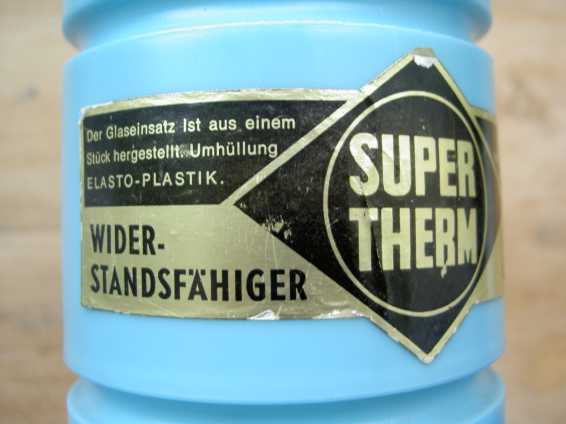 Der Glaseinsatz ist aus einem
Stück hergestellt. Umhüllung
ELASTO-PLASTIK.
WIDER-
STANDSFÄHIGER
SUPER
THERM